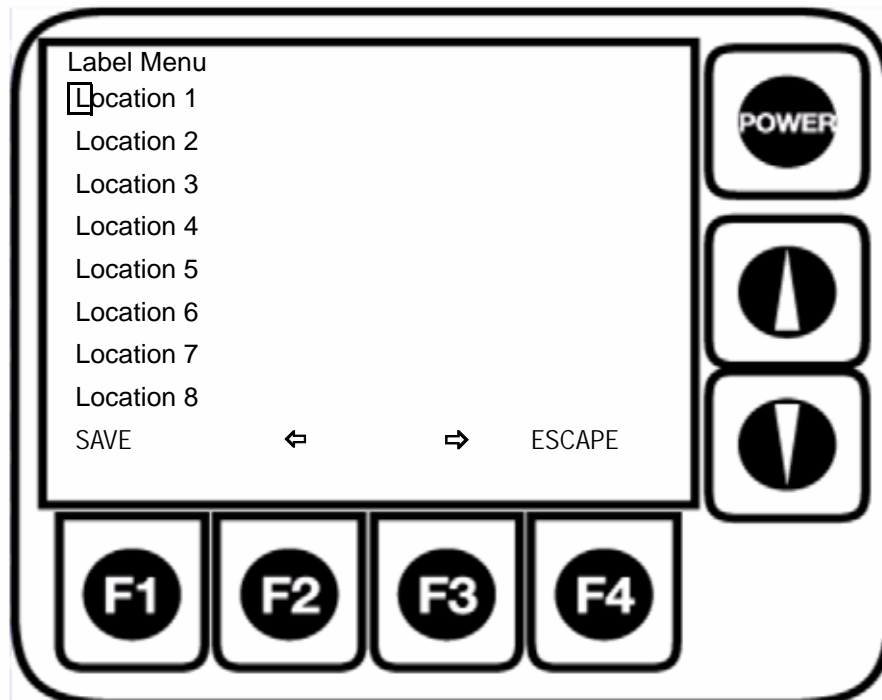 Label Menu
Location 1
POWER
Location 2
Location 3
Location 4
Location 5
Location 6
Location 7
Location 8
SAVE ⇦ ⇨ ESCAPE
F1 F2 F3 F4